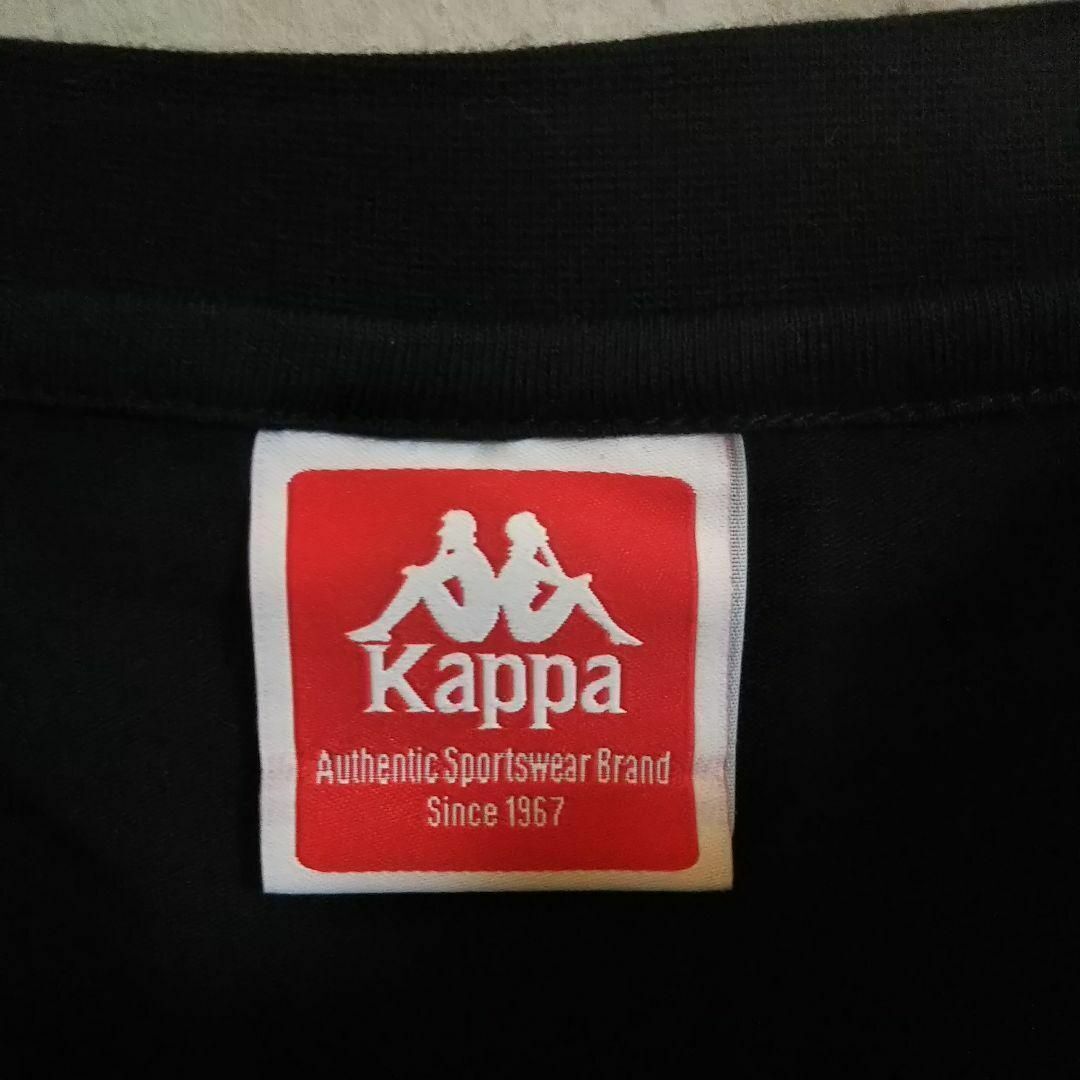 Kappa
Authentic Sportswear Brand
Since 1967